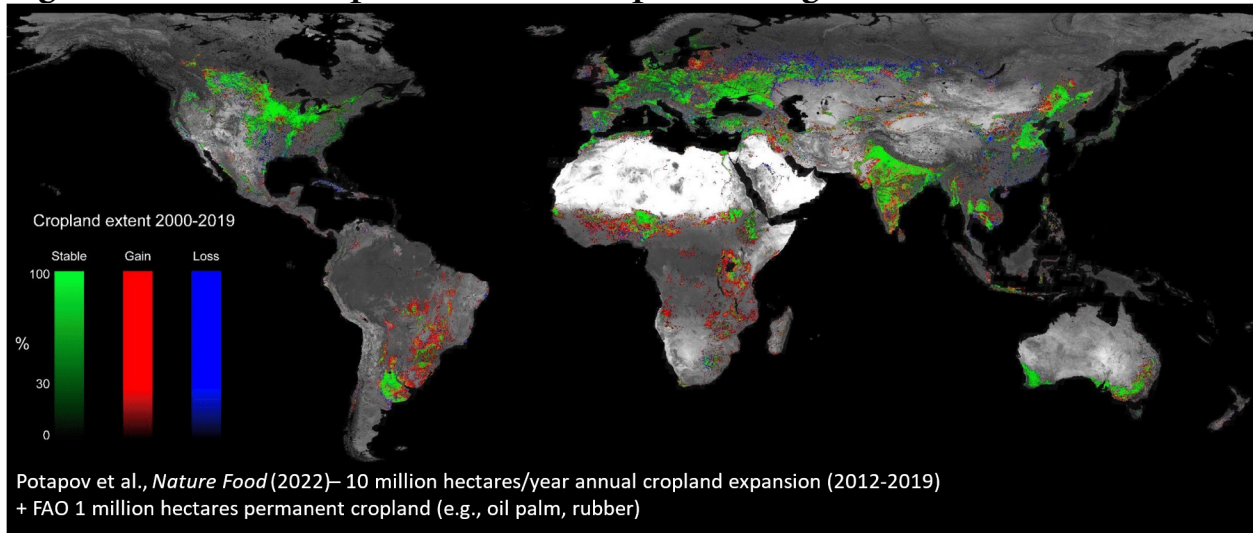 Cropland extent 2000-2019
Stable Gain Loss
100
%
30
0
Potapov et al., Nature Food (2022)– 10 million hectares/year annual cropland expansion (2012-2019)
+ FAO 1 million hectares permanent cropland (e.g., oil palm, rubber)